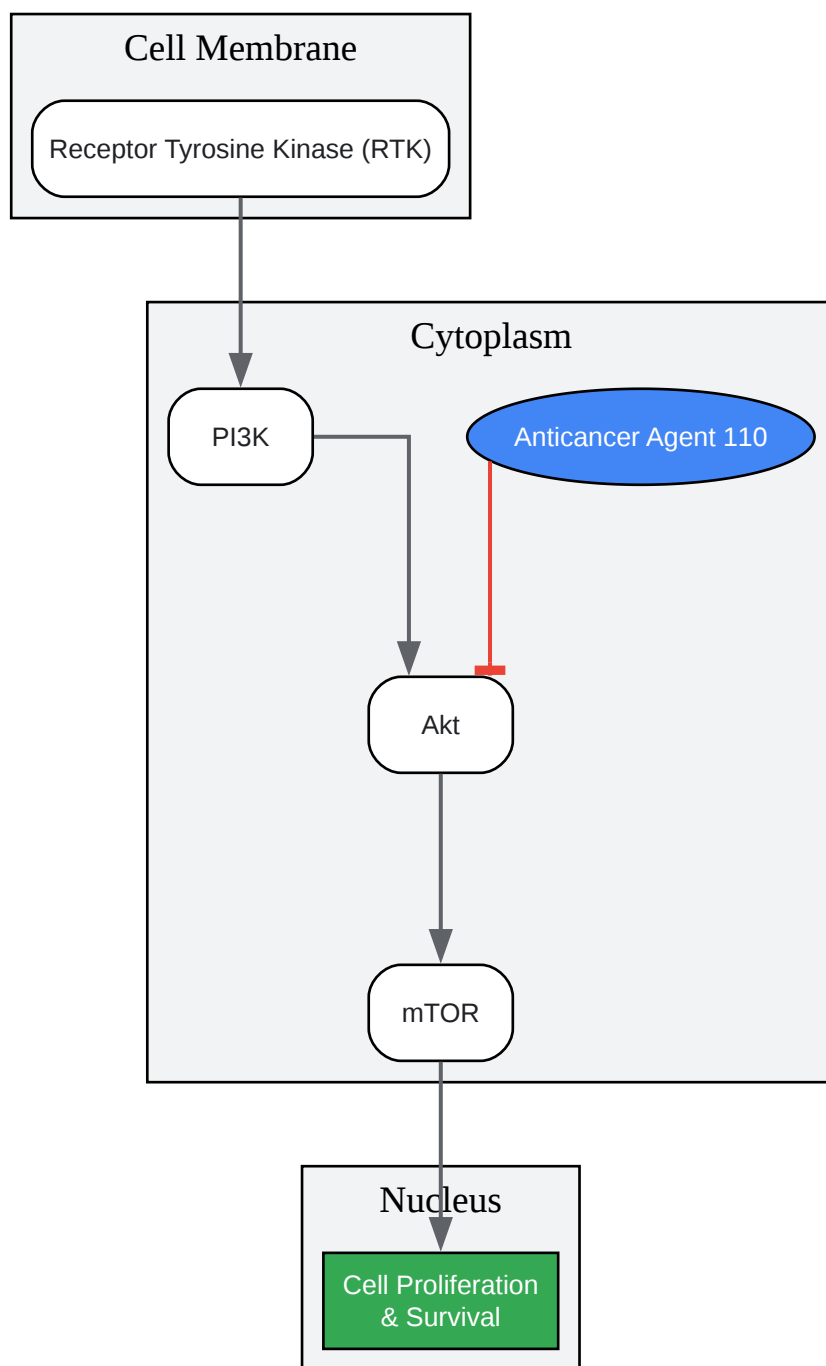 Cell Membrane
Receptor Tyrosine Kinase (RTK)
Cytoplasm
PI3K
Anticancer Agent 110
Akt
mTOR
Nucleus
Cell Proliferation
& Survival